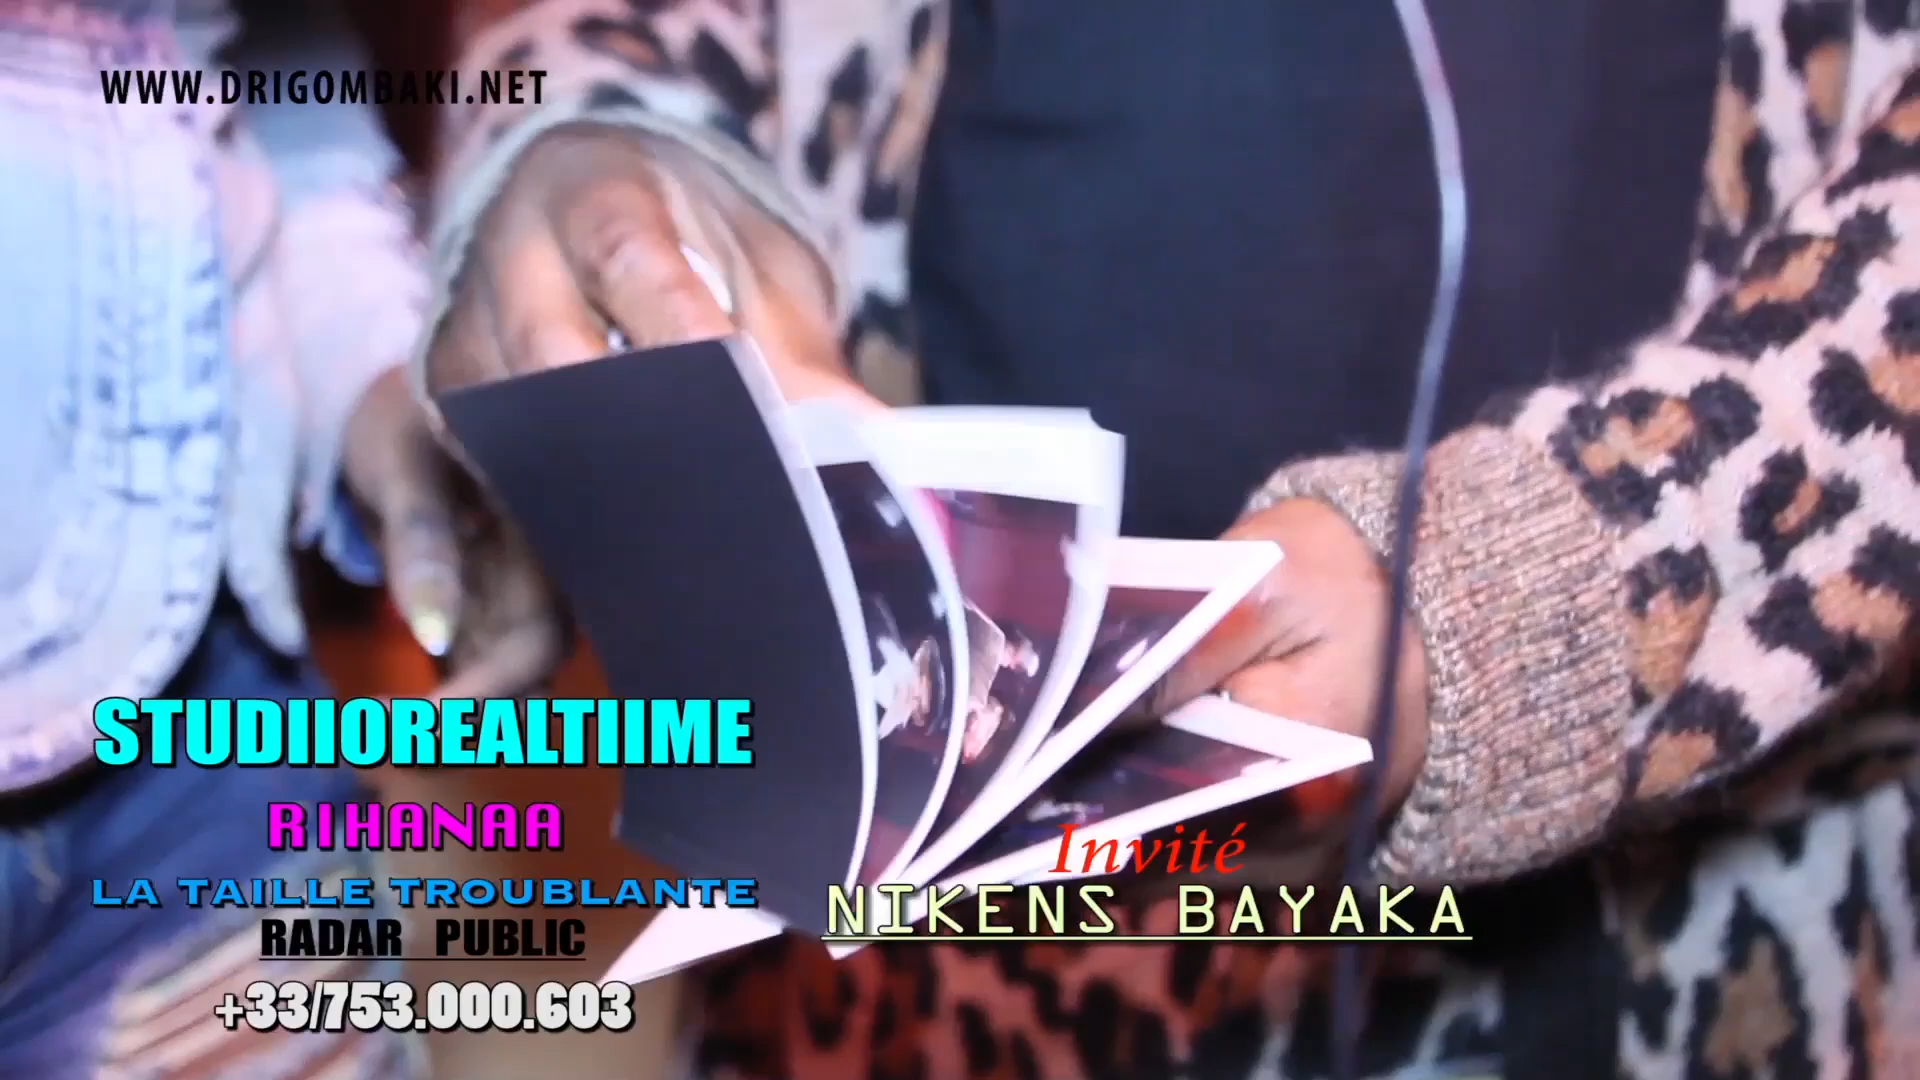 WWW.DRIGOMBAKI.NET
STUDIIOREALTIIME
RIHANAA
LA TAILLE TROUBLANTE
RADAR PUBLIC
+33/753.000.603
Invité
NIKENS BAYAKA